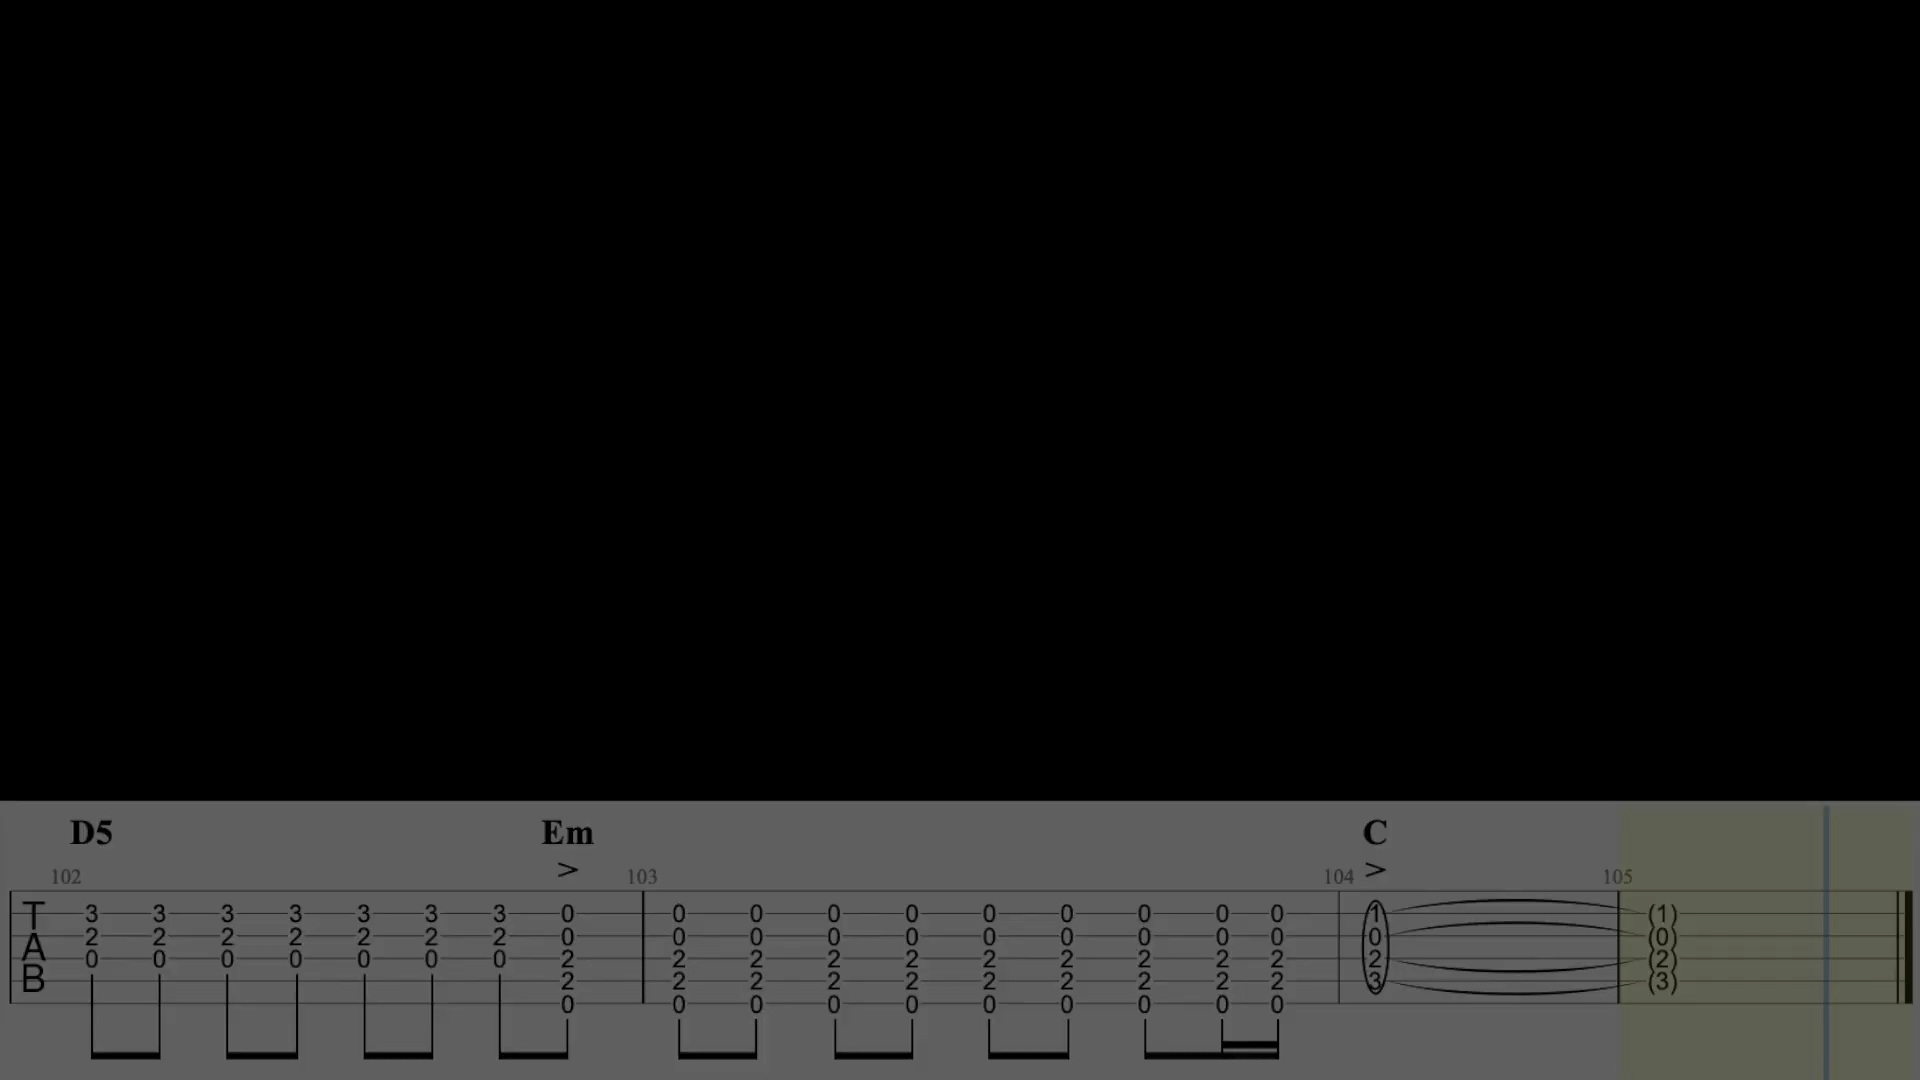 D5 Em C
> >
102 103 104 105
T 3 3 3 3 3 3 3 0 0 0 0 0 0 0 0 0 0 1 (1)
A 2 2 2 2 2 2 2 0 0 0 0 0 0 0 0 0 0 0 (0)
0 0 0 0 0 0 0 2 2 2 2 2 2 2 2 2 2 2 (2)
B 2 2 2 2 2 2 2 2 2 2 3 (3)
0 0 0 0 0 0 0 0 0 0